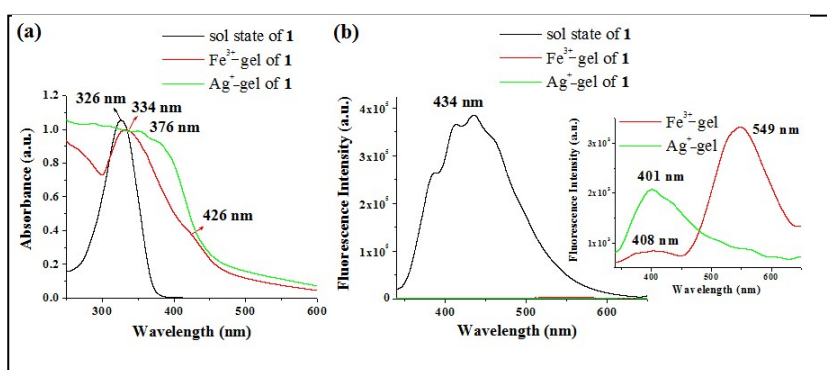 (a)
sol state of 1
Fe³⁺-gel of 1
Ag⁺-gel of 1
326 nm
334 nm
376 nm
426 nm
1.2
1.0
0.8
0.6
0.4
0.2
0.0
Absorbance (a.u.)
300 400 500 600
Wavelength (nm)
(b)
sol state of 1
Fe³⁺-gel of 1
Ag⁺-gel of 1
434 nm
0
Fluorescence Intensity (a.u.)
400 500 600
Wavelength (nm)
Fe³⁺-gel
Ag⁺-gel
549 nm
401 nm
408 nm
Fluorescence Intensity (a.u.)
400 500 600
Wavelength (nm)